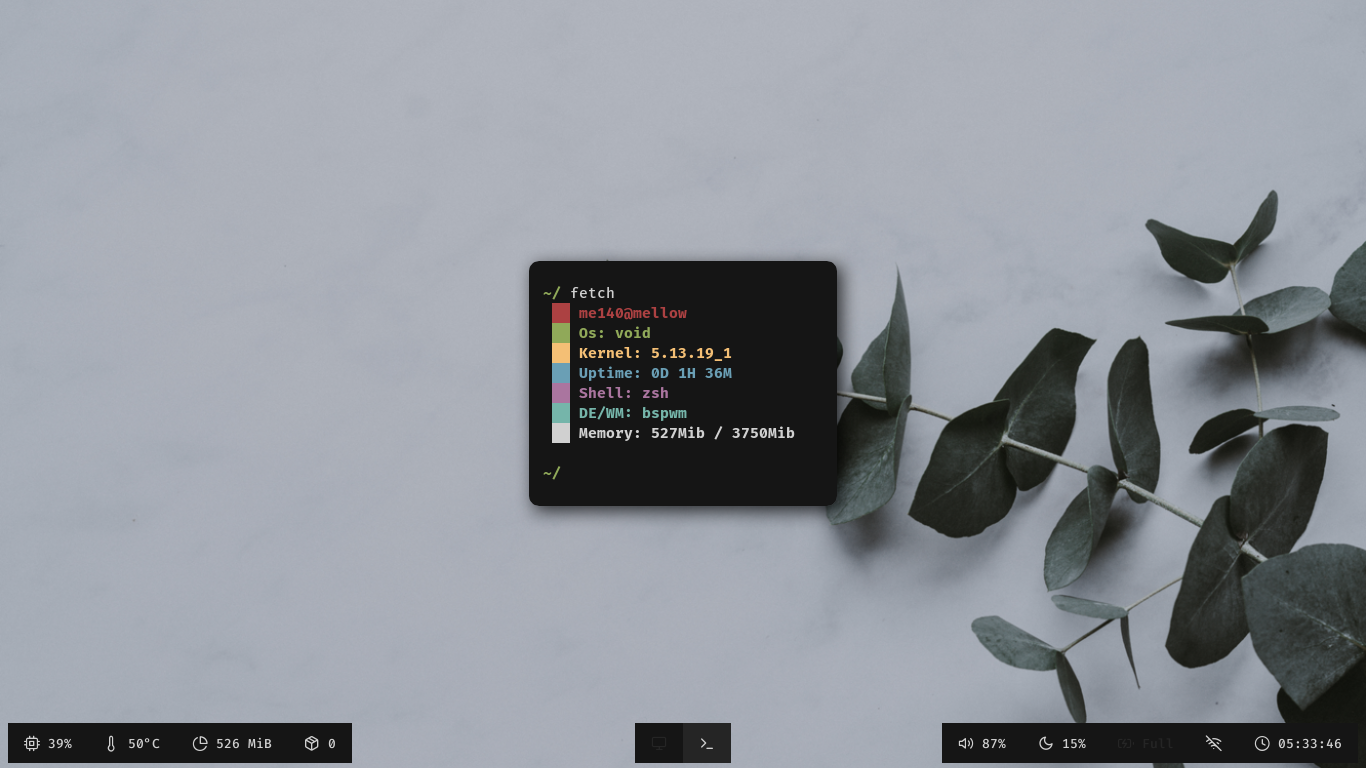 ~/ fetch
me140@mellow
Os: void
Kernel: 5.13.19_1
Uptime: 0D 1H 36M
Shell: zsh
DE/WM: bspwm
Memory: 527Mib / 3750Mib
~/
39% 50°C 526 MiB 0 87% 15% Full 05:33:46